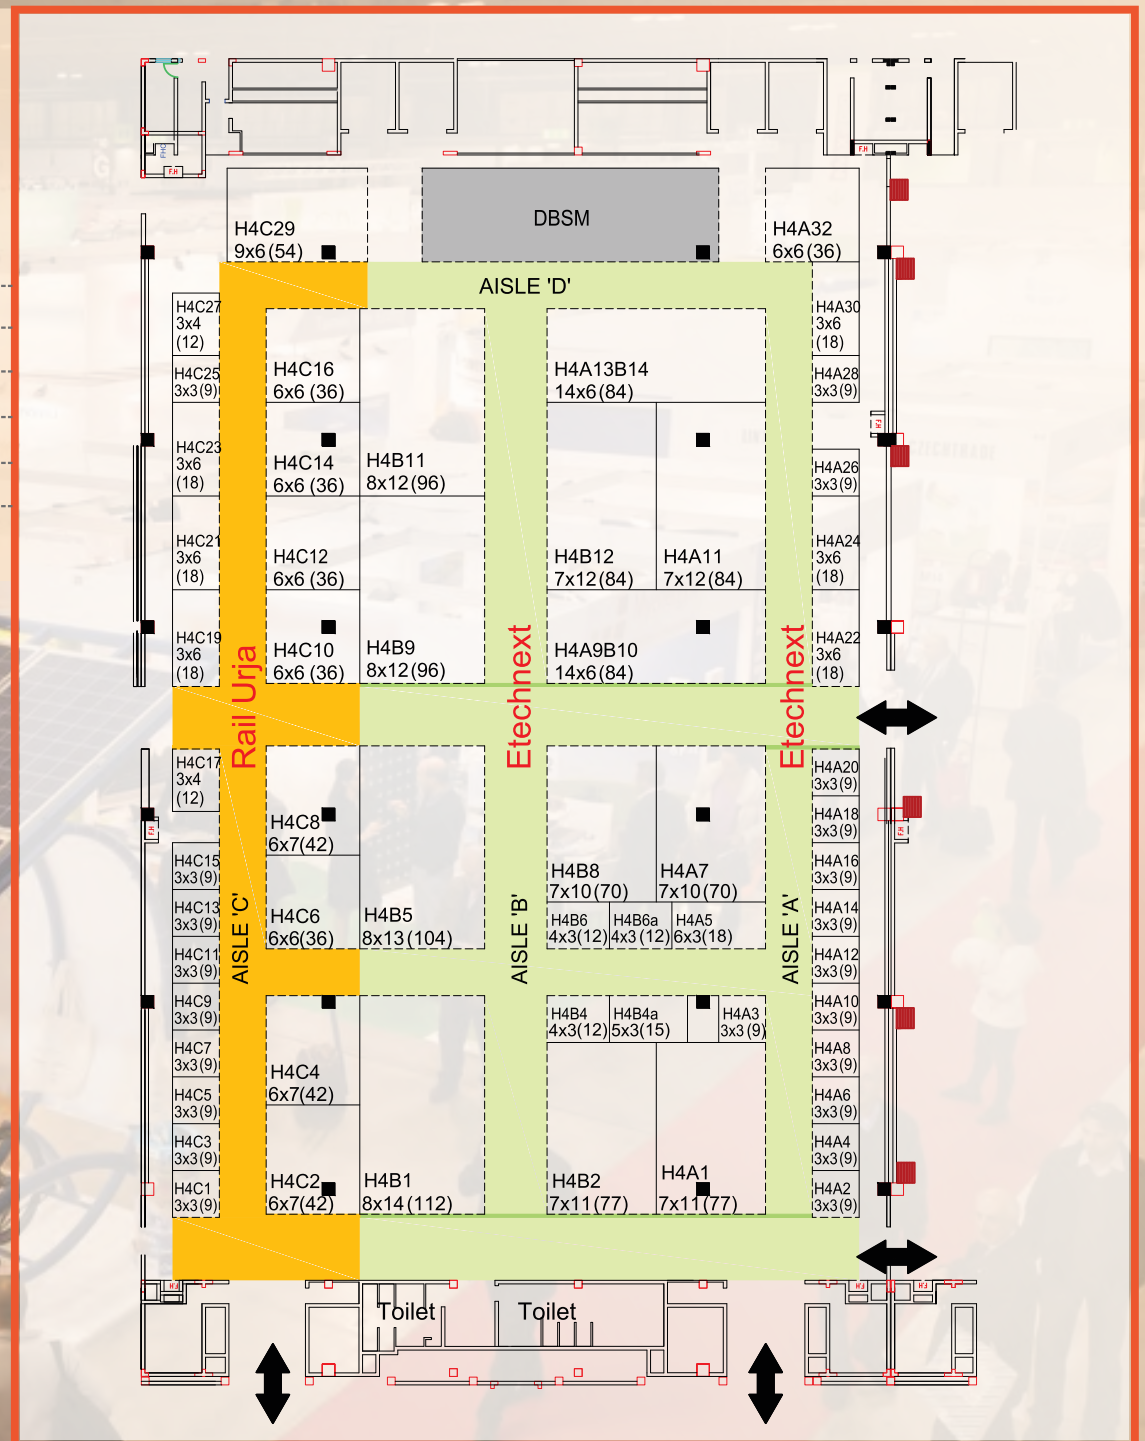 FHC
F.H
F.H
H4C29
9x6(54)
DBSM
H4A32
6x6(36)
AISLE 'D'
H4C27
3x4
(12)
H4C25
3x3(9)
H4C23
3x6
(18)
H4C21
3x6
(18)
H4C19
3x6
(18)
H4C16
6x6 (36)
H4C14
6x6 (36)
H4C12
6x6 (36)
H4C10
6x6 (36)
H4B11
8x12(96)
H4B9
8x12(96)
H4A13B14
14x6(84)
H4B12
7x12(84)
H4A11
7x12(84)
H4A9B10
14x6(84)
H4A30
3x6
(18)
H4A28
3x3(9)
F.H
H4A26
3x3(9)
H4A24
3x6
(18)
H4A22
3x6
(18)
Rail Urja
Etechnext
Etechnext
H4C17
3x4
(12)
F.H
H4C15
3x3(9)
H4C13
3x3(9)
H4C11
3x3(9)
H4C9
3x3(9)
H4C7
3x3(9)
H4C5
3x3(9)
H4C3
3x3(9)
H4C1
3x3(9)
AISLE 'C'
H4C8
6x7(42)
H4C6
6x6(36)
H4B5
8x13(104)
H4C4
6x7(42)
H4C2
6x7(42)
H4B1
8x14(112)
AISLE 'B'
H4B8
7x10(70)
H4A7
7x10(70)
H4B6
4x3(12)
H4B6a
4x3(12)
H4A5
6x3(18)
H4B4
4x3(12)
H4B4a
5x3(15)
H4A3
3x3(9)
H4B2
7x11(77)
H4A1
7x11(77)
AISLE 'A'
H4A20
3x3(9)
H4A18
3x3(9)
F.H
H4A16
3x3(9)
H4A14
3x3(9)
H4A12
3x3(9)
H4A10
3x3(9)
H4A8
3x3(9)
H4A6
3x3(9)
H4A4
3x3(9)
H4A2
3x3(9)
F.H
F.H
F.H
Toilet
Toilet